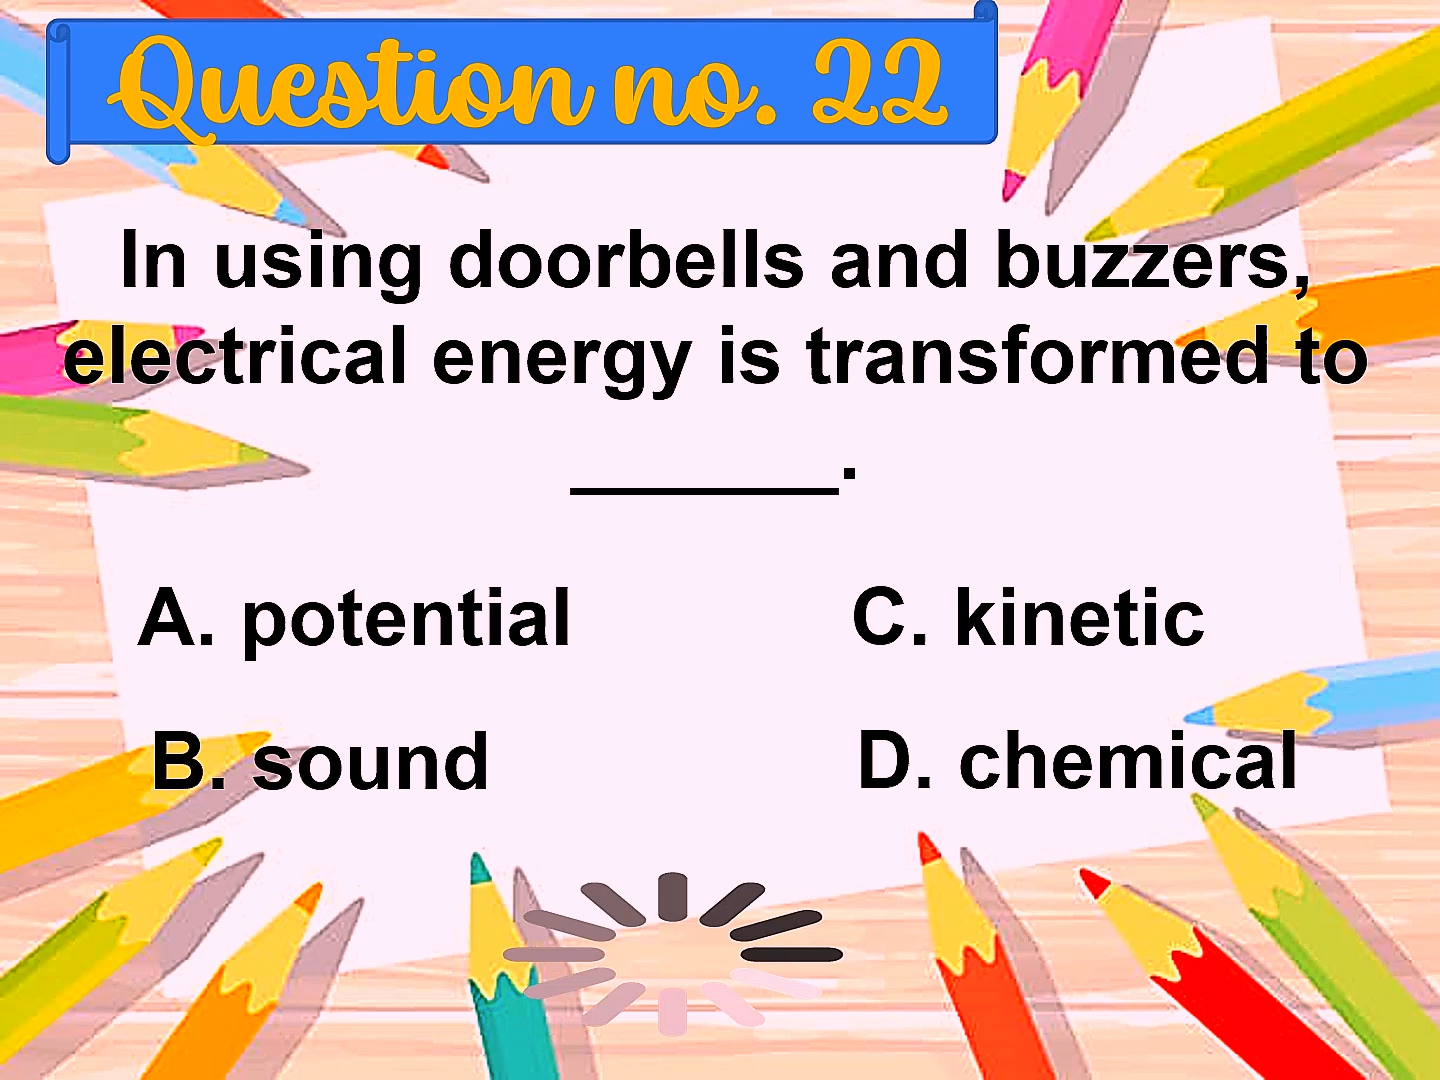 Question no. 22
In using doorbells and buzzers,
electrical energy is transformed to
______.
A. potential
C. kinetic
B. sound
D. chemical